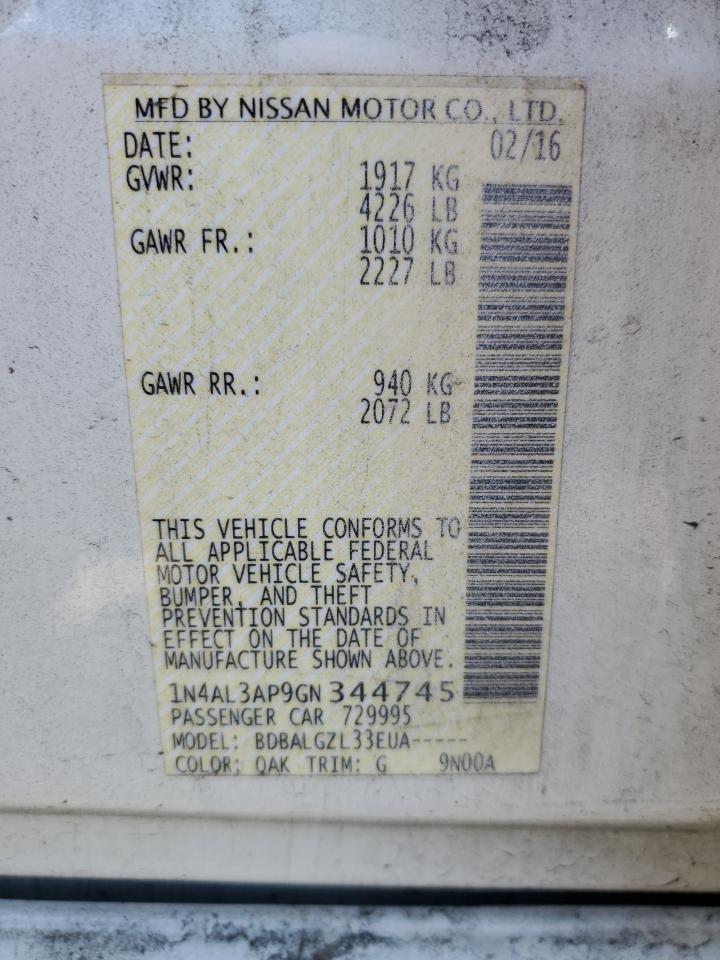 MFD BY NISSAN MOTOR CO., LTD.
DATE: 02/16
GVWR: 1917 KG
4226 LB
GAWR FR.: 1010 KG
2227 LB
GAWR RR.: 940 KG
2072 LB
THIS VEHICLE CONFORMS TO
ALL APPLICABLE FEDERAL
MOTOR VEHICLE SAFETY,
BUMPER, AND THEFT
PREVENTION STANDARDS IN
EFFECT ON THE DATE OF
MANUFACTURE SHOWN ABOVE.
1N4AL3AP9GN344745
PASSENGER CAR 729995
MODEL: BDBALGZL33EUA-----
COLOR: QAK TRIM: G 9N00A